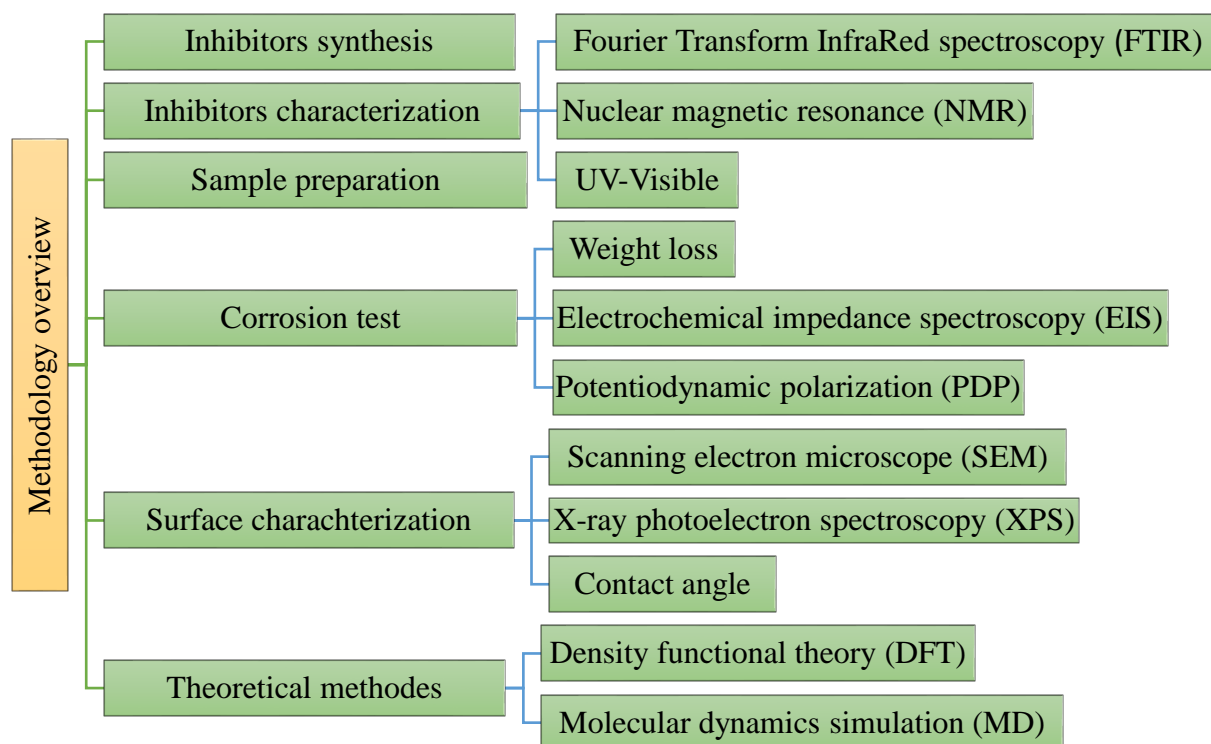 Methodology overview
Inhibitors synthesis
Inhibitors characterization
Fourier Transform InfraRed spectroscopy (FTIR)
Nuclear magnetic resonance (NMR)
UV-Visible
Sample preparation
Corrosion test
Weight loss
Electrochemical impedance spectroscopy (EIS)
Potentiodynamic polarization (PDP)
Surface charachterization
Scanning electron microscope (SEM)
X-ray photoelectron spectroscopy (XPS)
Contact angle
Theoretical methodes
Density functional theory (DFT)
Molecular dynamics simulation (MD)